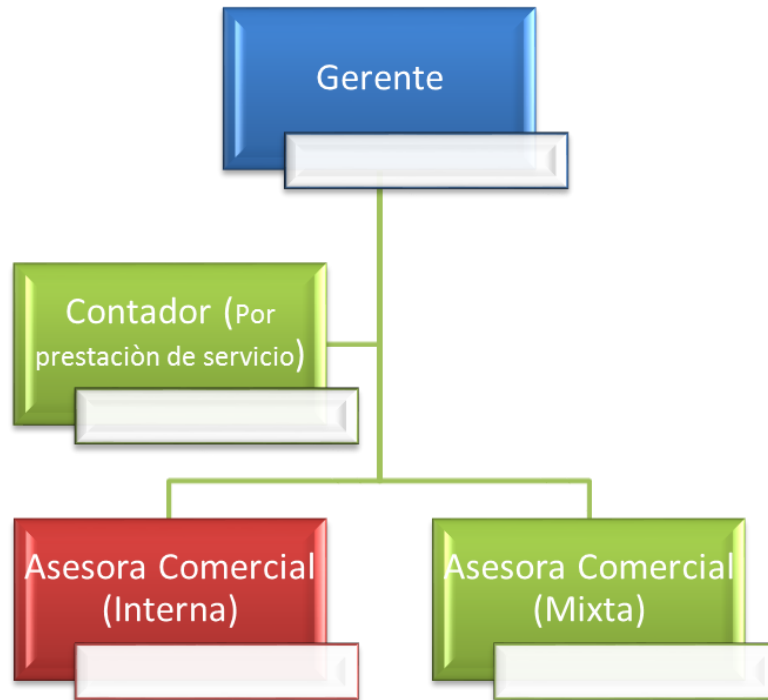 Gerente
Contador (Por
prestaciòn de servicio)
Asesora Comercial
(Interna)
Asesora Comercial
(Mixta)